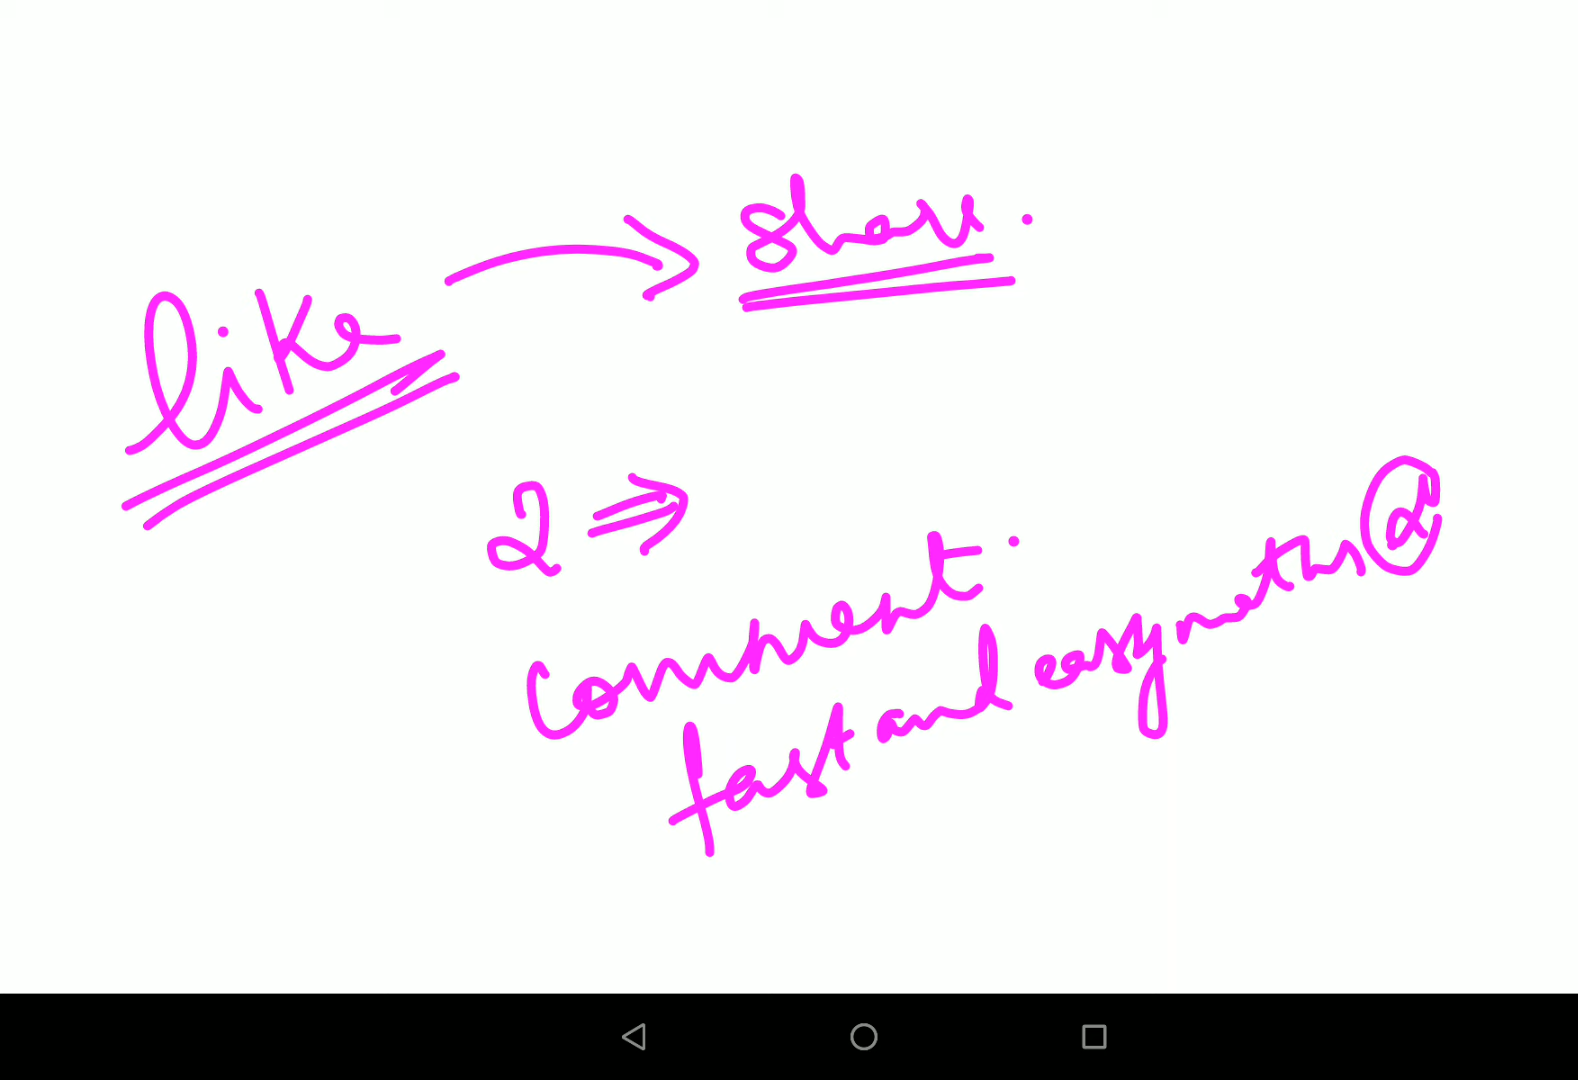 like → share.
2 ⇒
comment.
fast and easy maths